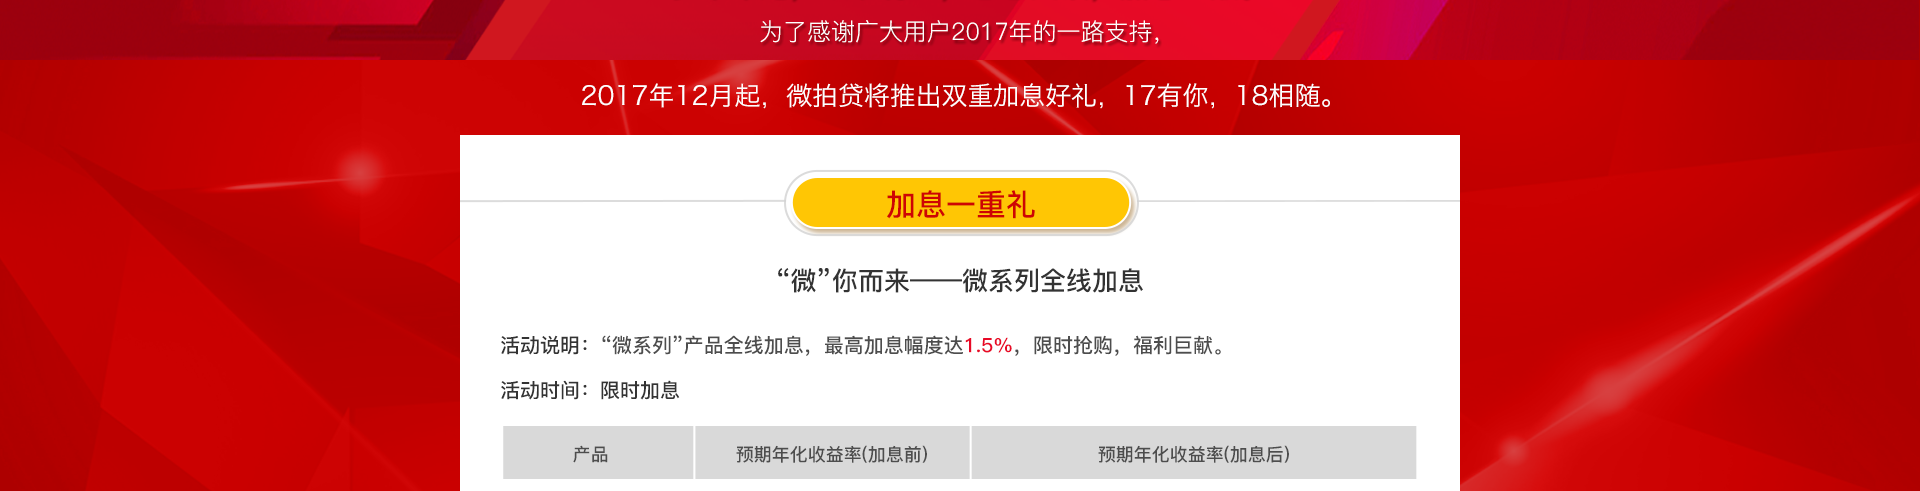 为了感谢广大用户2017年的一路支持，
2017年12月起，微拍贷将推出双重加息好礼，17有你，18相随。
加息一重礼
“微”你而来——微系列全线加息
活动说明：“微系列”产品全线加息，最高加息幅度达1.5%，限时抢购，福利巨献。
活动时间：限时加息
产品 预期年化收益率(加息前) 预期年化收益率(加息后)